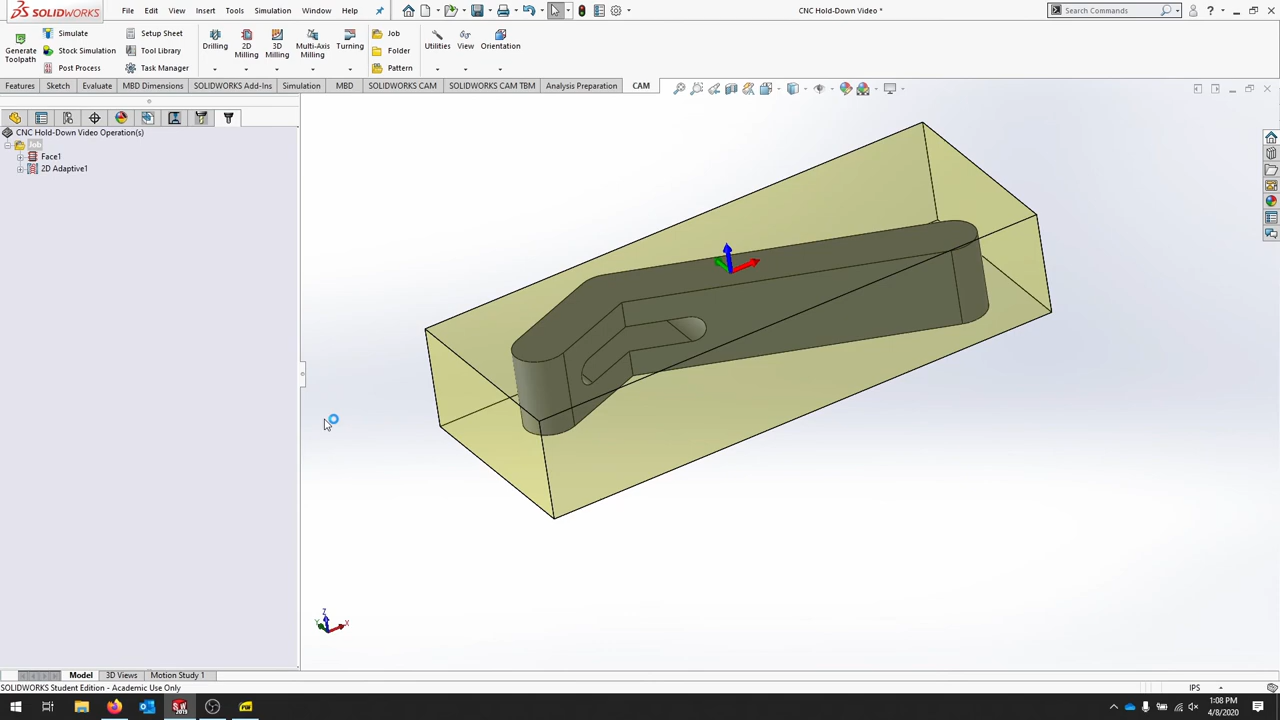 SOLIDWORKS File Edit View Insert Tools Simulation Window Help CNC Hold-Down Video * Search Commands
Generate Toolpath
Simulate Setup Sheet
Stock Simulation Tool Library
Post Process Task Manager
Drilling 2D Milling 3D Milling Multi-Axis Milling Turning
Job
Folder
Pattern
Utilities View Orientation
Features Sketch Evaluate MBD Dimensions SOLIDWORKS Add-Ins Simulation MBD SOLIDWORKS CAM SOLIDWORKS CAM TBM Analysis Preparation CAM
CNC Hold-Down Video Operation(s)
Job
Face1
2D Adaptive1
Z
Y X
Model 3D Views Motion Study 1
SOLIDWORKS Student Edition - Academic Use Only IPS
1:08 PM
4/8/2020